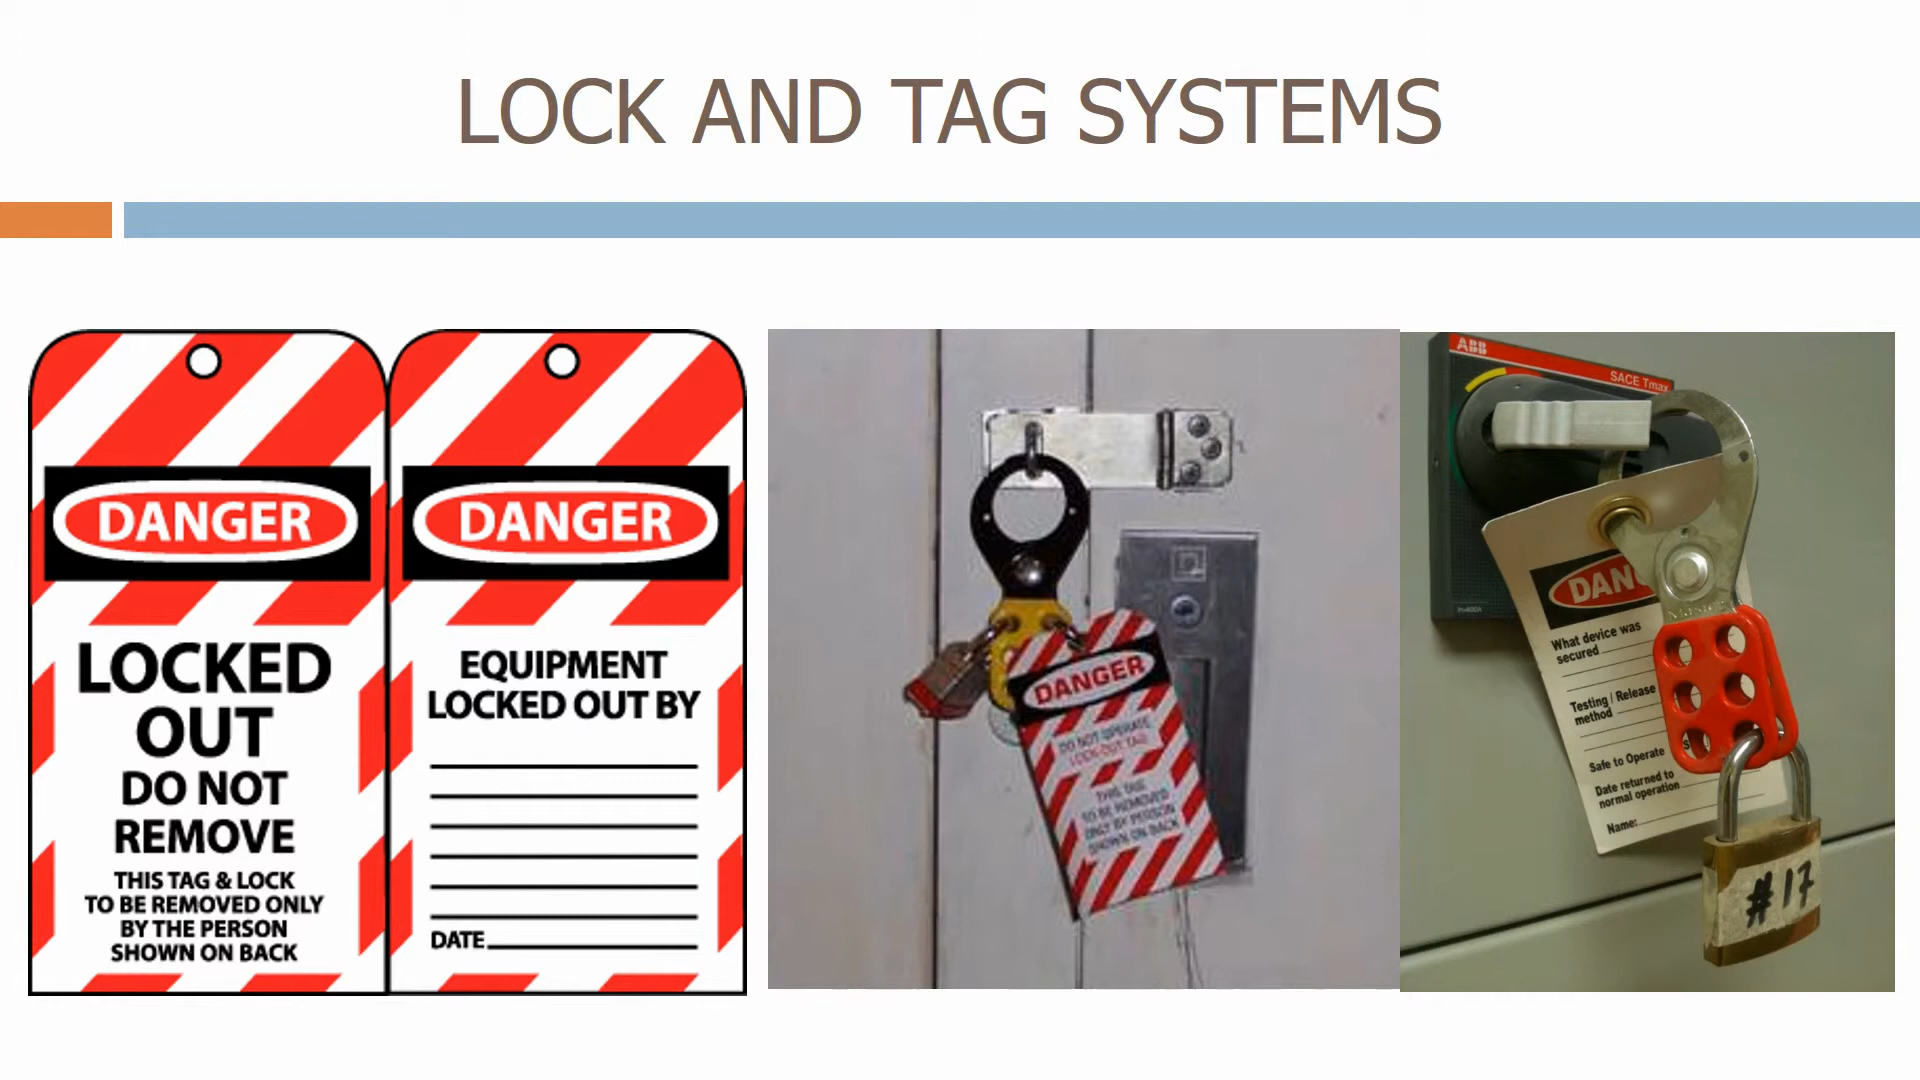 LOCK AND TAG SYSTEMS
DANGER
LOCKED
OUT
DO NOT
REMOVE
THIS TAG & LOCK
TO BE REMOVED ONLY
BY THE PERSON
SHOWN ON BACK
DANGER
EQUIPMENT
LOCKED OUT BY
DATE
DANGER
DO NOT OPERATE
LOCK-OUT TAG
THIS TAG
TO BE REMOVED
ONLY BY PERSON
SHOWN ON BACK
ABB
SACE Tmax
DAN
What device was
secured
Testing / Release
method
Safe to Operate
Date returned to
normal operation
Name:
#17